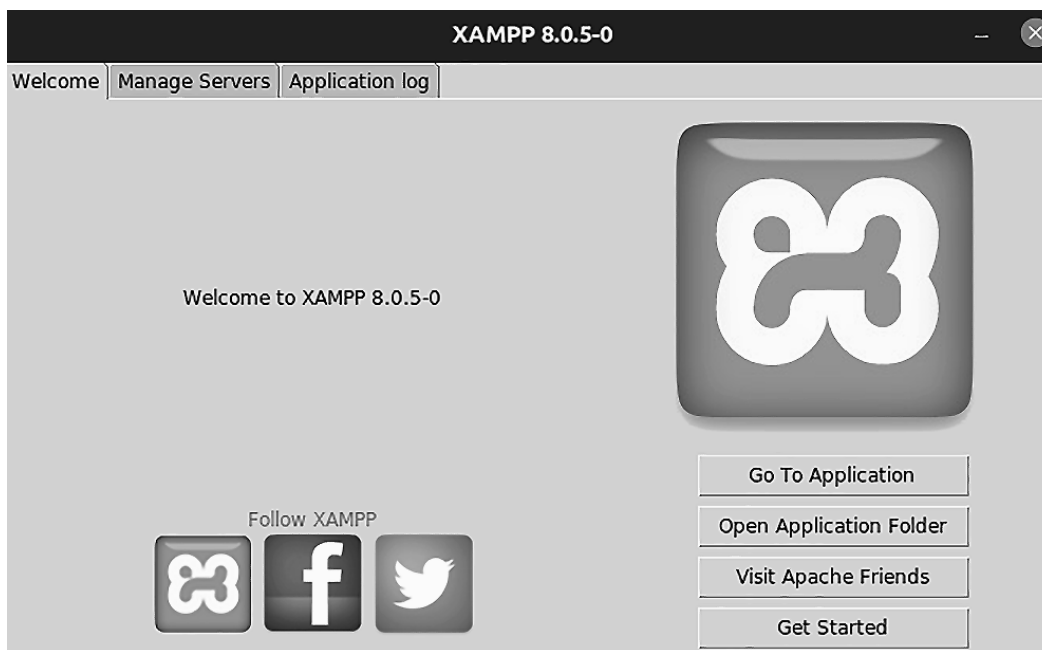 XAMPP 8.0.5-0
Welcome Manage Servers Application log
Welcome to XAMPP 8.0.5-0
Follow XAMPP
Go To Application
Open Application Folder
Visit Apache Friends
Get Started